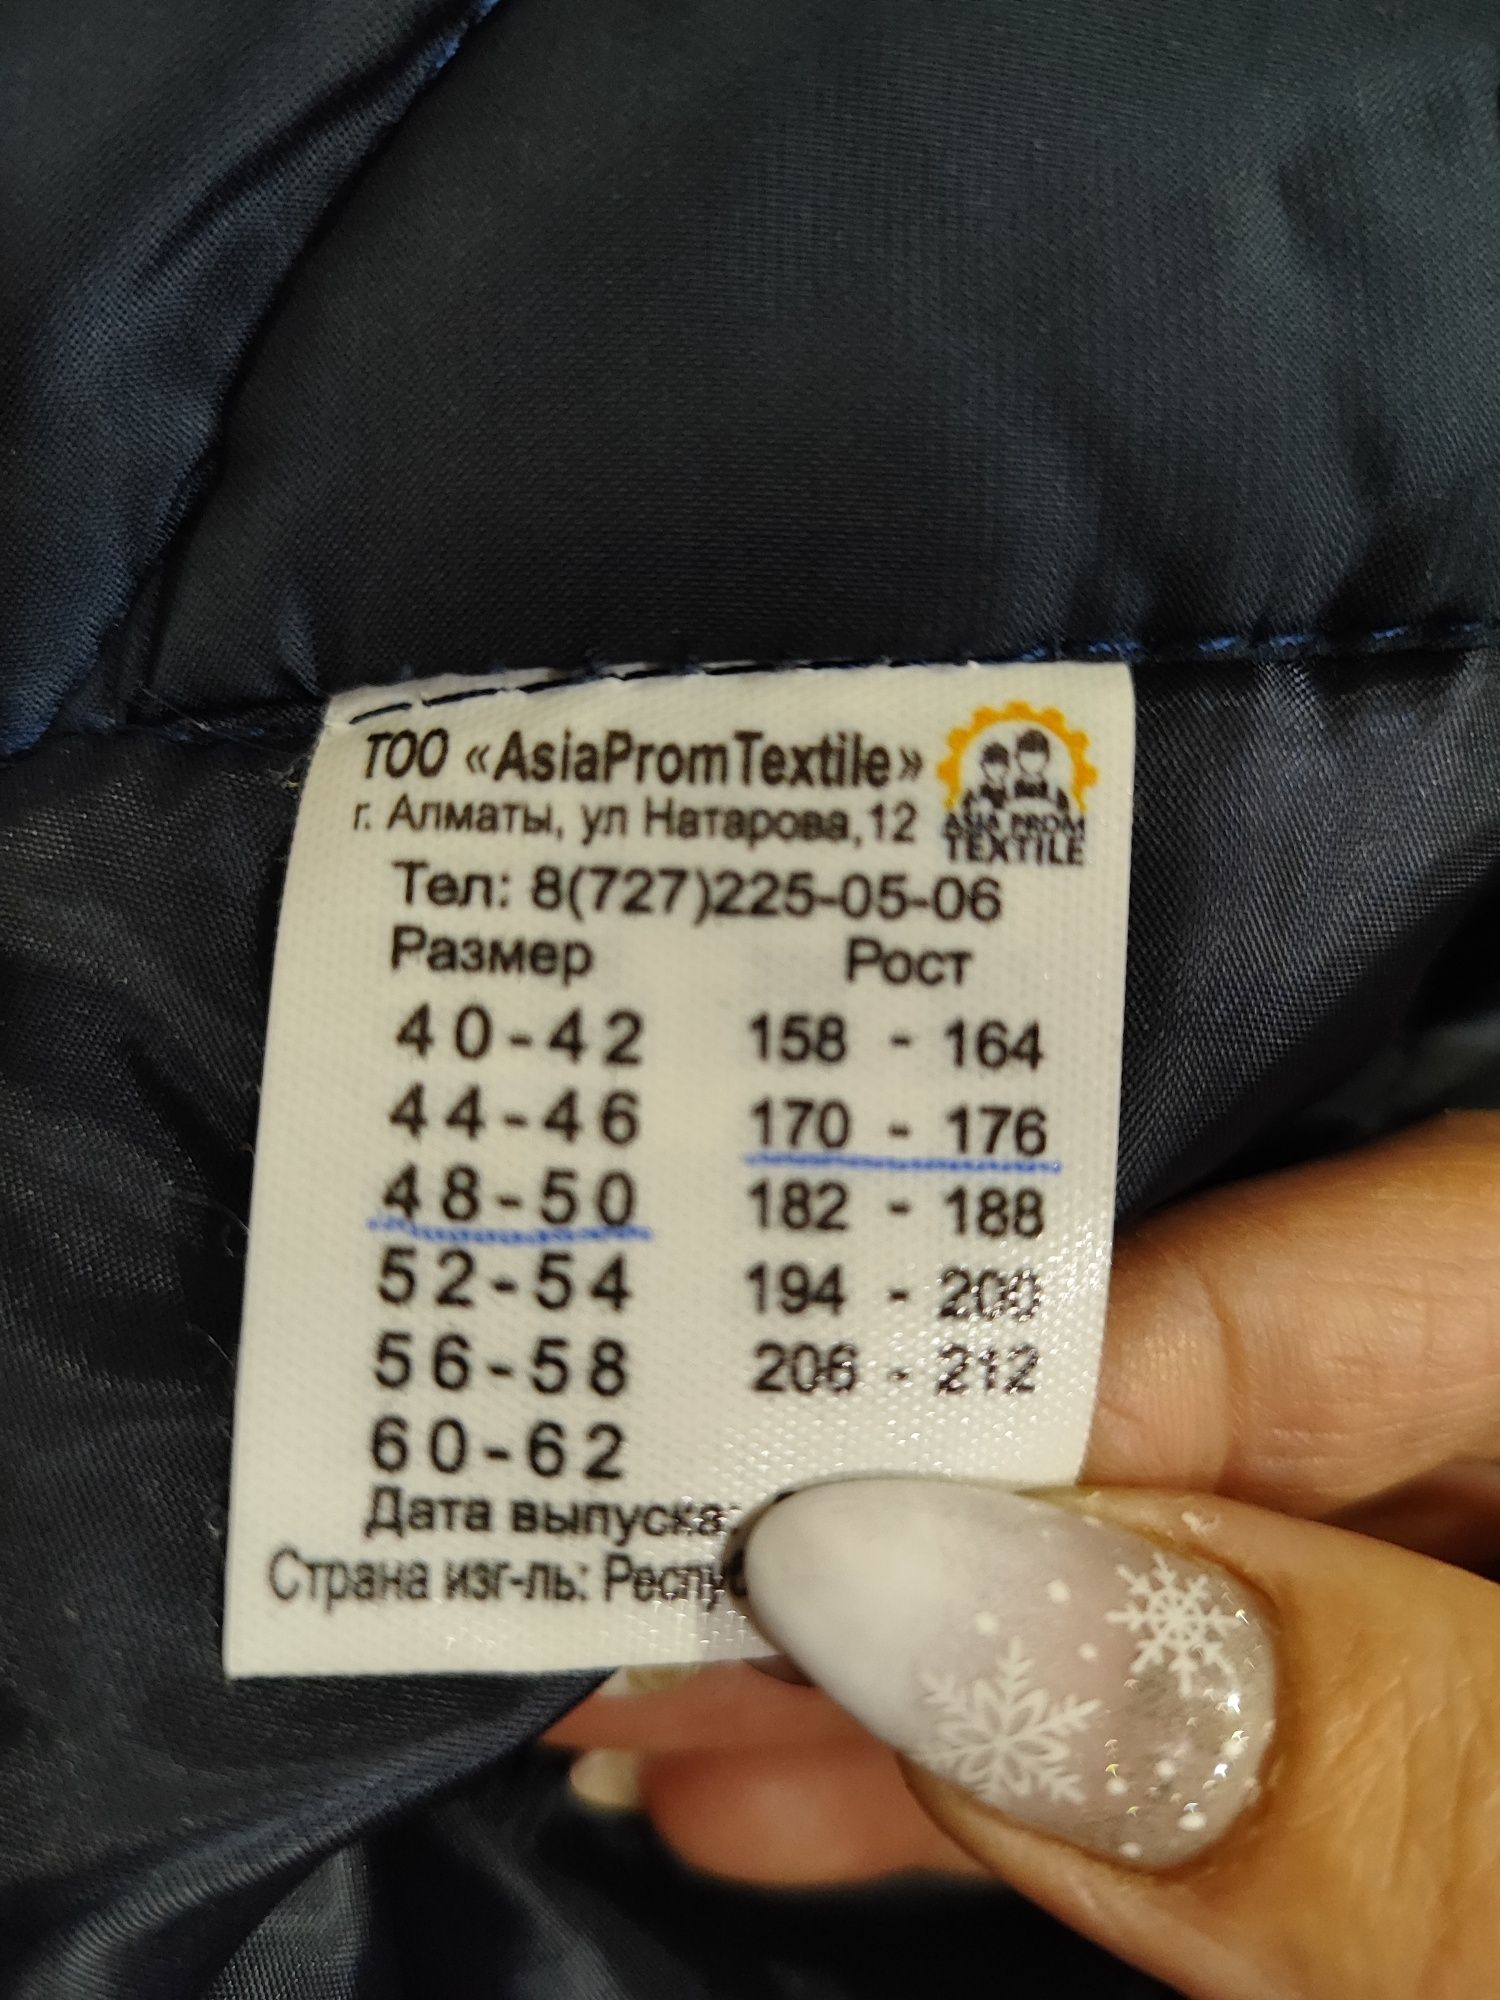 ТОО «AsiaPromTextile»
г. Алматы, ул Натарова,12
ASIA PROM
TEXTILE
Тел: 8(727)225-05-06
Размер Рост
40-42 158 - 164
44-46 170 - 176
48-50 182 - 188
52-54 194 - 200
56-58 206 - 212
60-62
Дата выпуска:
Страна изг-ль: